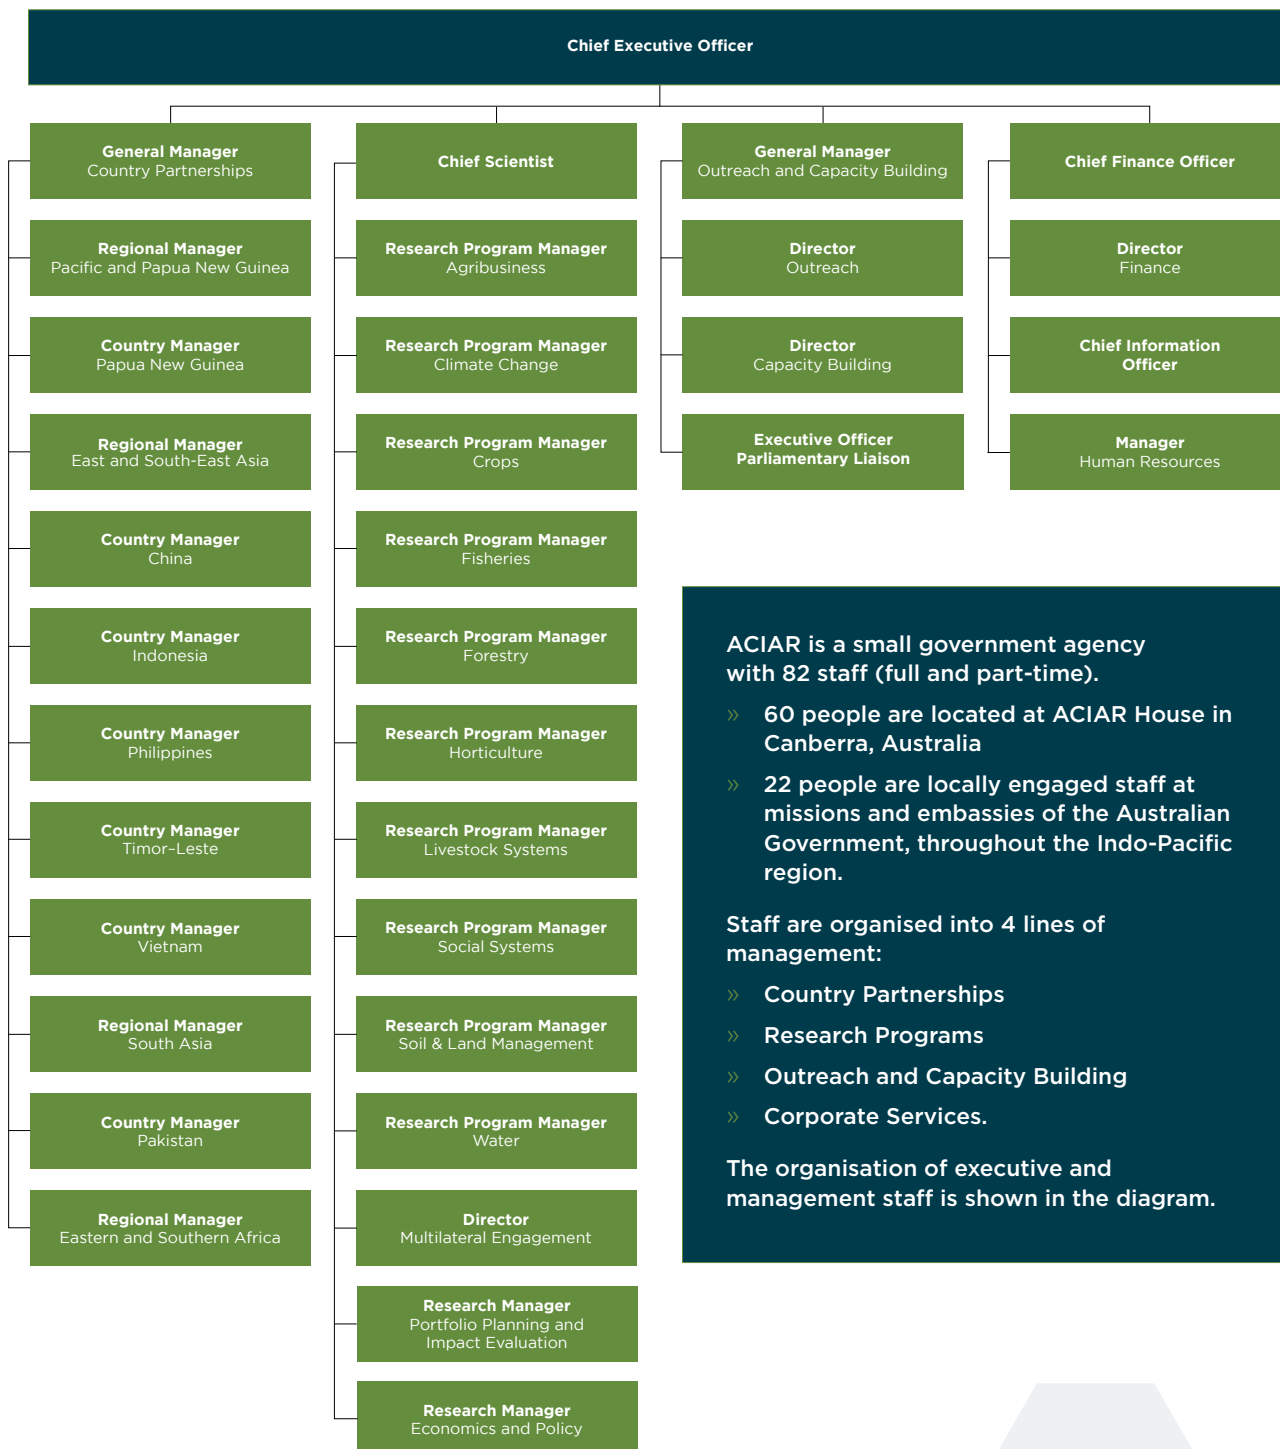 Chief Executive Officer
General Manager
Country Partnerships
Regional Manager
Pacific and Papua New Guinea
Country Manager
Papua New Guinea
Regional Manager
East and South-East Asia
Country Manager
China
Country Manager
Indonesia
Country Manager
Philippines
Country Manager
Timor–Leste
Country Manager
Vietnam
Regional Manager
South Asia
Country Manager
Pakistan
Regional Manager
Eastern and Southern Africa
Chief Scientist
Research Program Manager
Agribusiness
Research Program Manager
Climate Change
Research Program Manager
Crops
Research Program Manager
Fisheries
Research Program Manager
Forestry
Research Program Manager
Horticulture
Research Program Manager
Livestock Systems
Research Program Manager
Social Systems
Research Program Manager
Soil & Land Management
Research Program Manager
Water
Director
Multilateral Engagement
Research Manager
Portfolio Planning and
Impact Evaluation
Research Manager
Economics and Policy
General Manager
Outreach and Capacity Building
Director
Outreach
Director
Capacity Building
Executive Officer
Parliamentary Liaison
Chief Finance Officer
Director
Finance
Chief Information
Officer
Manager
Human Resources
ACIAR is a small government agency
with 82 staff (full and part-time).
» 60 people are located at ACIAR House in
Canberra, Australia
» 22 people are locally engaged staff at
missions and embassies of the Australian
Government, throughout the Indo-Pacific
region.
Staff are organised into 4 lines of
management:
» Country Partnerships
» Research Programs
» Outreach and Capacity Building
» Corporate Services.
The organisation of executive and
management staff is shown in the diagram.